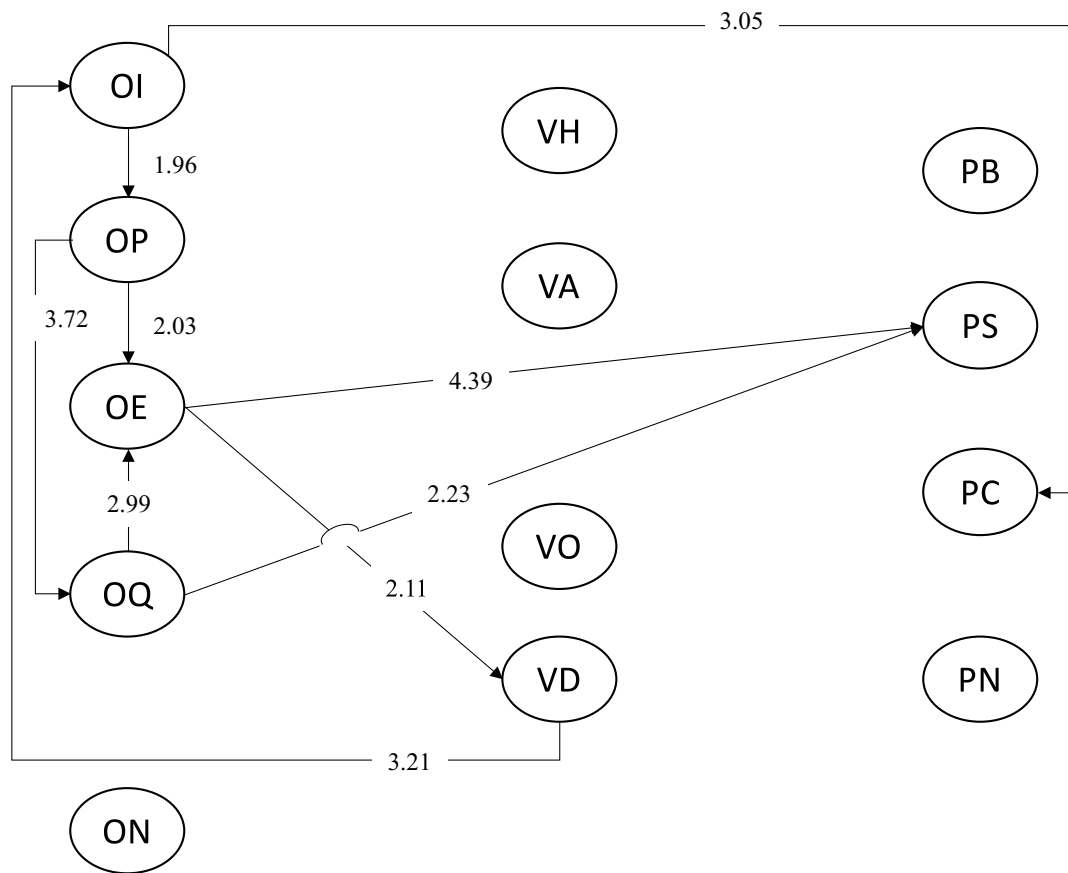 3.05
OI
VH
1.96
PB
OP
VA
3.72
2.03
PS
4.39
OE
2.99
2.23
PC
VO
OQ
2.11
VD
PN
3.21
ON